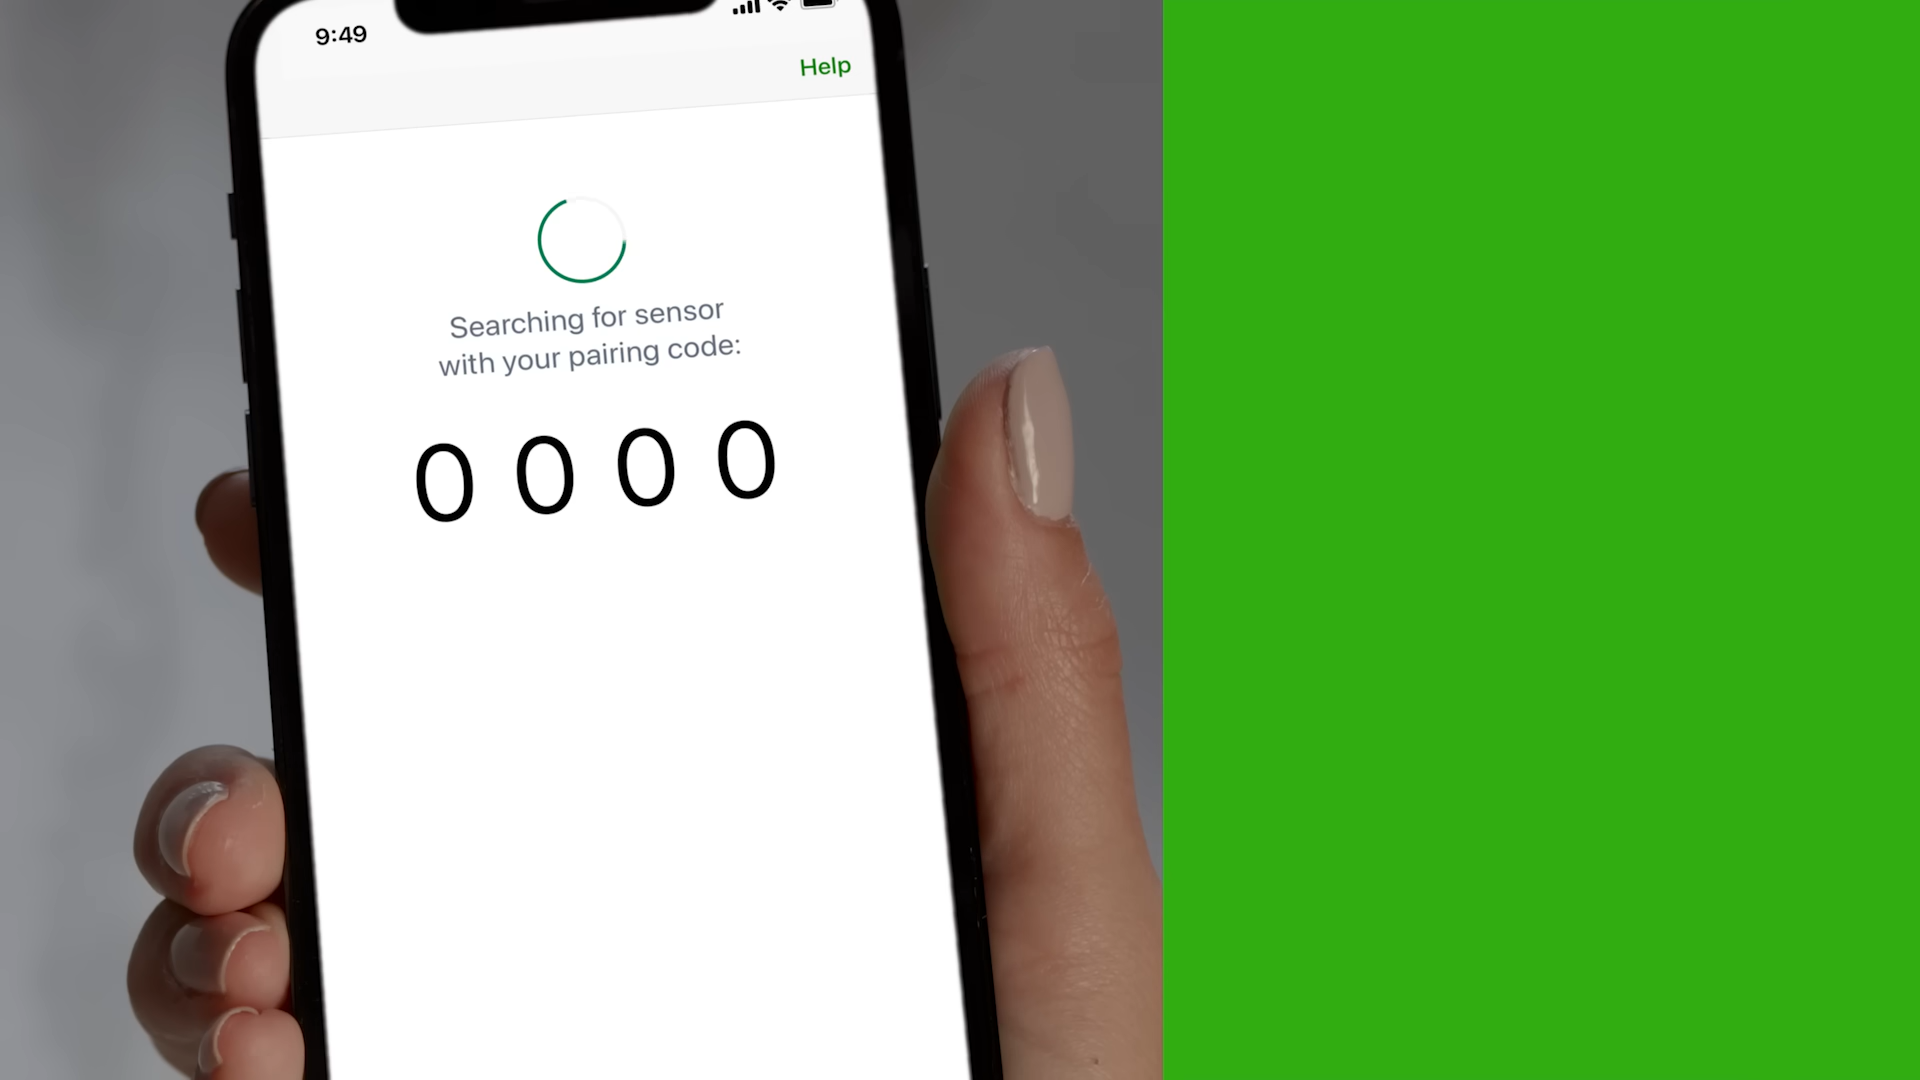 9:49
Help
Searching for sensor
with your pairing code:
0 0 0 0